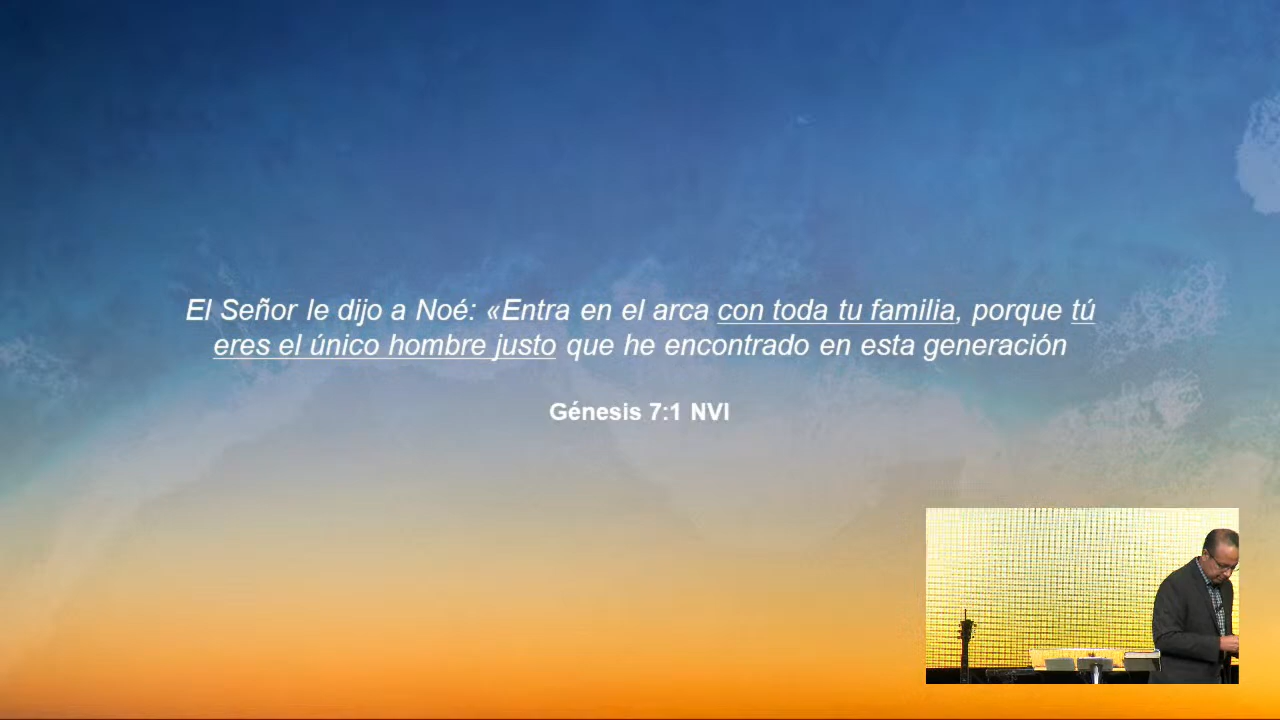 El Señor le dijo a Noé: «Entra en el arca con toda tu familia, porque tú
eres el único hombre justo que he encontrado en esta generación
Génesis 7:1 NVI